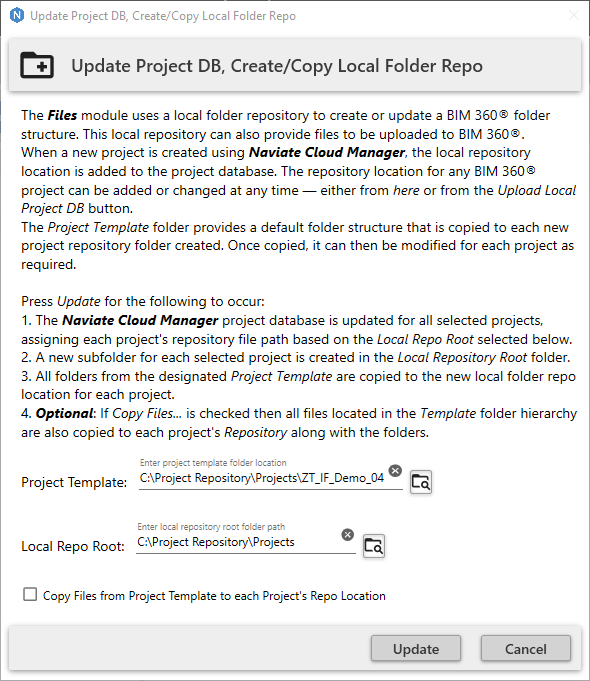 Update Project DB, Create/Copy Local Folder Repo
Update Project DB, Create/Copy Local Folder Repo
The Files module uses a local folder repository to create or update a BIM 360® folder
structure. This local repository can also provide files to be uploaded to BIM 360®.
When a new project is created using Naviate Cloud Manager, the local repository
location is added to the project database. The repository location for any BIM 360®
project can be added or changed at any time — either from here or from the Upload Local
Project DB button.
The Project Template folder provides a default folder structure that is copied to each new
project repository folder created. Once copied, it can then be modified for each project as
required.
Press Update for the following to occur:
1. The Naviate Cloud Manager project database is updated for all selected projects,
assigning each project's repository file path based on the Local Repo Root selected below.
2. A new subfolder for each selected project is created in the Local Repository Root folder.
3. All folders from the designated Project Template are copied to the new local folder repo
location for each project.
4. Optional: If Copy Files... is checked then all files located in the Template folder hierarchy
are also copied to each project's Repository along with the folders.
Enter project template folder location
Project Template: C:\Project Repository\Projects\ZT_IF_Demo_04
Enter local repository root folder path
Local Repo Root: C:\Project Repository\Projects
Copy Files from Project Template to each Project's Repo Location
Update Cancel